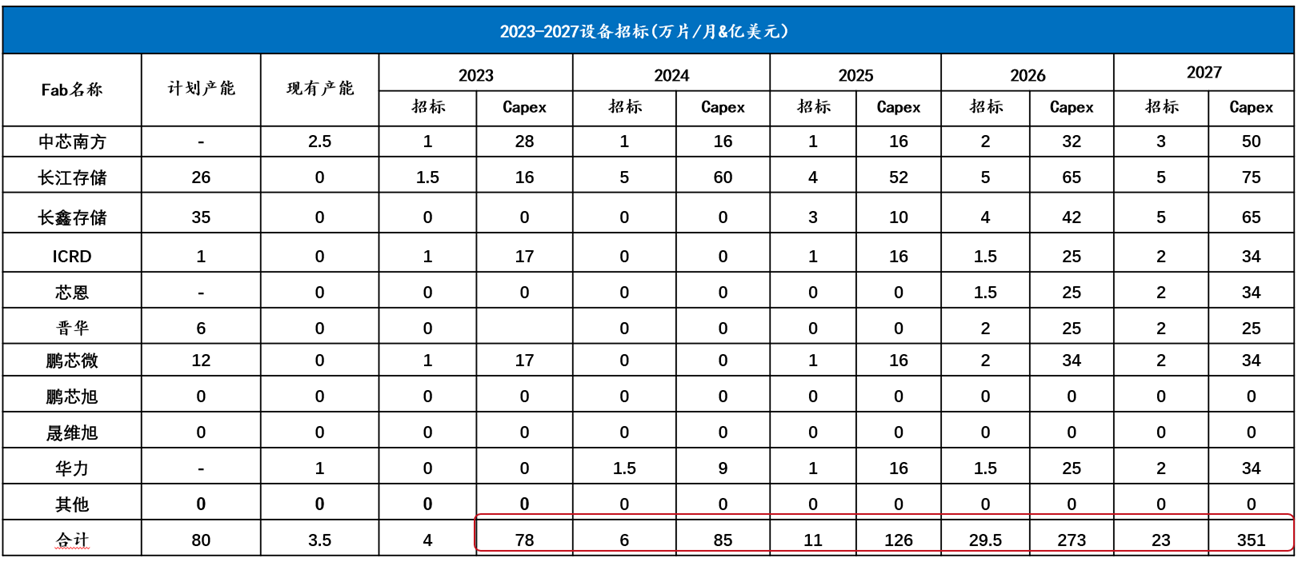 2023-2027设备招标(万片/月&亿美元)
Fab名称 计划产能 现有产能 2023 2024 2025 2026 2027
招标 Capex 招标 Capex 招标 Capex 招标 Capex 招标 Capex
中芯南方 - 2.5 1 28 1 16 1 16 2 32 3 50
长江存储 26 0 1.5 16 5 60 4 52 5 65 5 75
长鑫存储 35 0 0 0 0 0 3 10 4 42 5 65
ICRD 1 0 1 17 0 0 1 16 1.5 25 2 34
芯恩 - 0 0 0 0 0 0 0 1.5 25 2 34
晋华 6 0 0 0 0 0 0 2 25 2 25
鹏芯微 12 0 1 17 0 0 1 16 2 34 2 34
鹏芯旭 0 0 0 0 0 0 0 0 0 0 0 0
晟维旭 0 0 0 0 0 0 0 0 0 0 0 0
华力 - 1 0 0 1.5 9 1 16 1.5 25 2 34
其他 0 0 0 0 0 0 0 0 0 0 0 0
合计 80 3.5 4 78 6 85 11 126 29.5 273 23 351